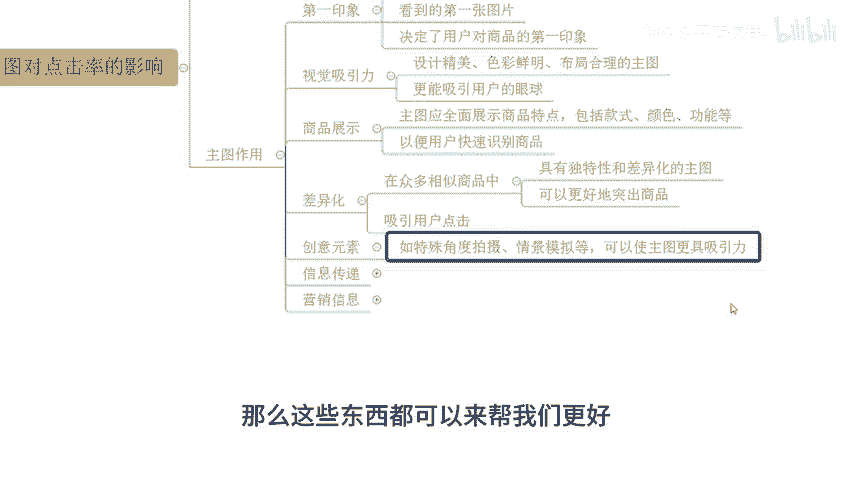 第一印象
看到的第一张图片
决定了用户对商品的第一印象
图对点击率的影响
视觉吸引力
设计精美、色彩鲜明、布局合理的主图
更能吸引用户的眼球
商品展示
主图应全面展示商品特点，包括款式、颜色、功能等
以便用户快速识别商品
主图作用
差异化
在众多相似商品中
具有独特性和差异化的主图
可以更好地突出商品
吸引用户点击
创意元素
如特殊角度拍摄、情景模拟等，可以使主图更具吸引力
信息传递
营销信息
bilibili
那么这些东西都可以来帮我们更好